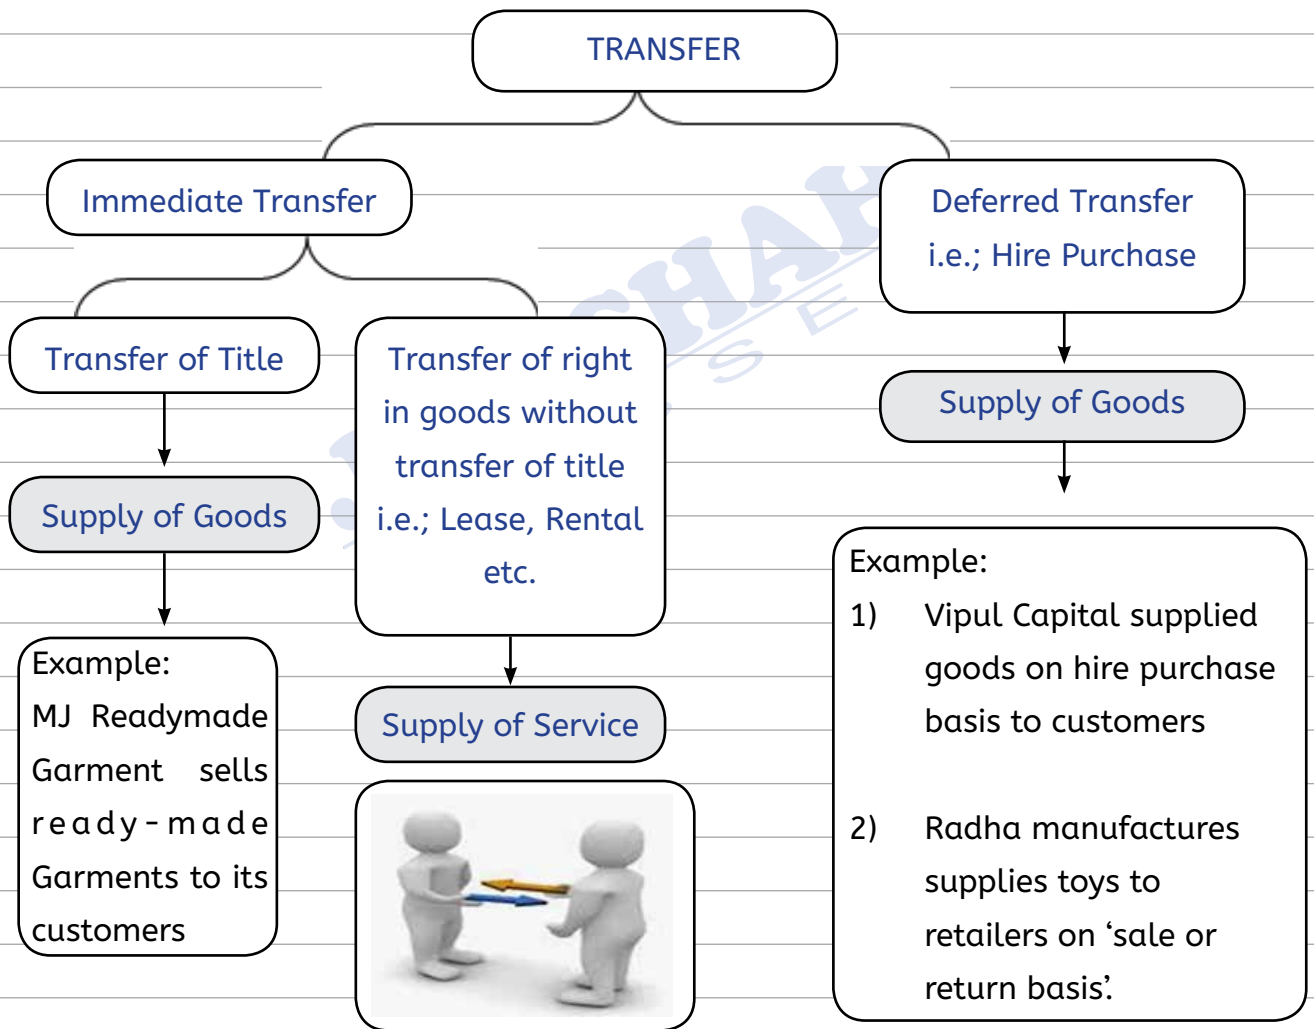 TRANSFER
Immediate Transfer
Deferred Transfer
i.e.; Hire Purchase
Transfer of Title
Transfer of right
in goods without
transfer of title
i.e.; Lease, Rental
etc.
Supply of Goods
Supply of Goods
Supply of Service
Example:
MJ Readymade
Garment sells
ready-made
Garments to its
customers
Example:
1) Vipul Capital supplied
goods on hire purchase
basis to customers
2) Radha manufactures
supplies toys to
retailers on ‘sale or
return basis’.